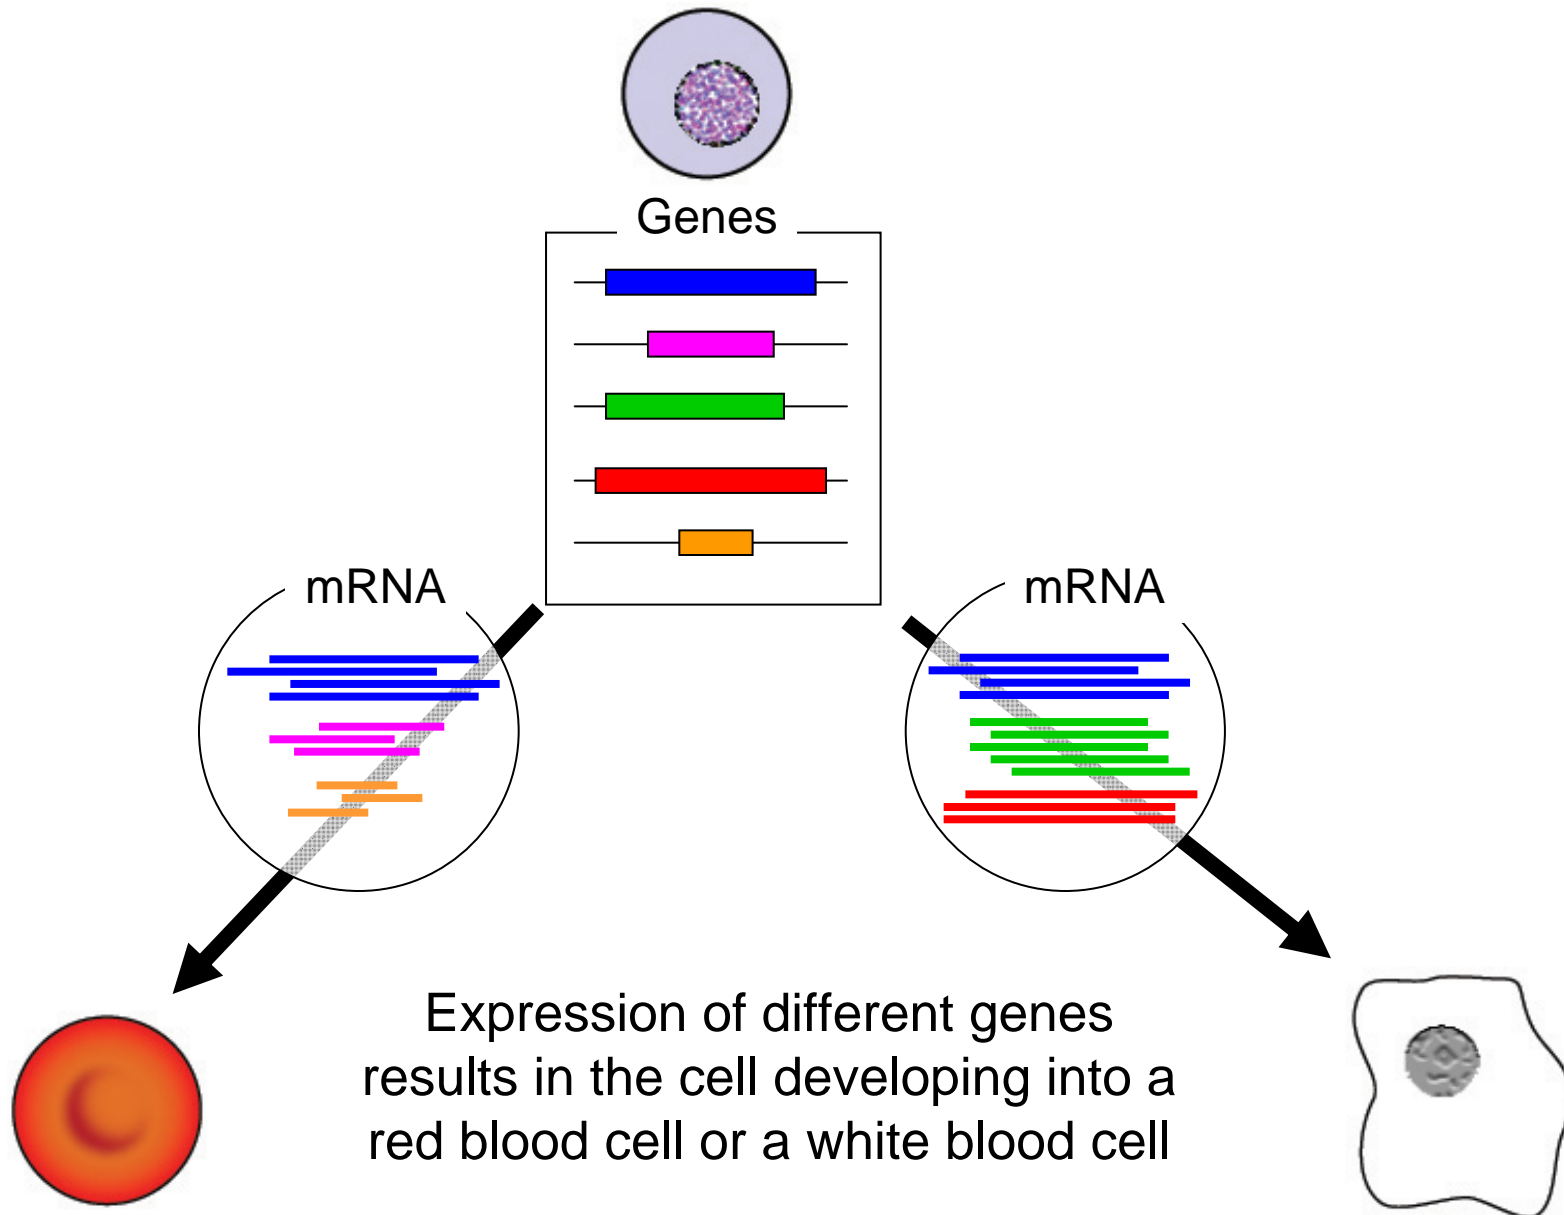 Genes
mRNA
mRNA
Expression of different genes
results in the cell developing into a
red blood cell or a white blood cell